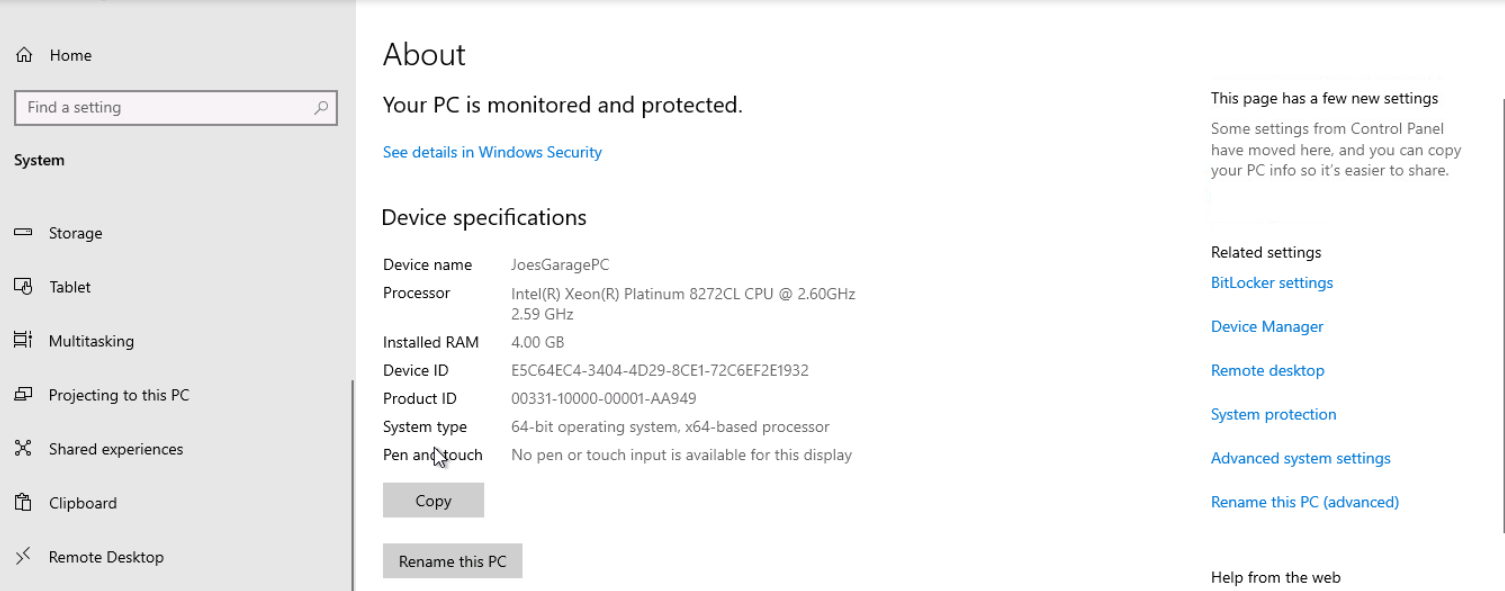 Home
Find a setting
System
Storage
Tablet
Multitasking
Projecting to this PC
Shared experiences
Clipboard
Remote Desktop
About
Your PC is monitored and protected.
See details in Windows Security
Device specifications
Device name JoesGaragePC
Processor Intel(R) Xeon(R) Platinum 8272CL CPU @ 2.60GHz
2.59 GHz
Installed RAM 4.00 GB
Device ID E5C64EC4-3404-4D29-8CE1-72C6EF2E1932
Product ID 00331-10000-00001-AA949
System type 64-bit operating system, x64-based processor
Pen and touch No pen or touch input is available for this display
Copy
Rename this PC
This page has a few new settings
Some settings from Control Panel
have moved here, and you can copy
your PC info so it's easier to share.
Related settings
BitLocker settings
Device Manager
Remote desktop
System protection
Advanced system settings
Rename this PC (advanced)
Help from the web